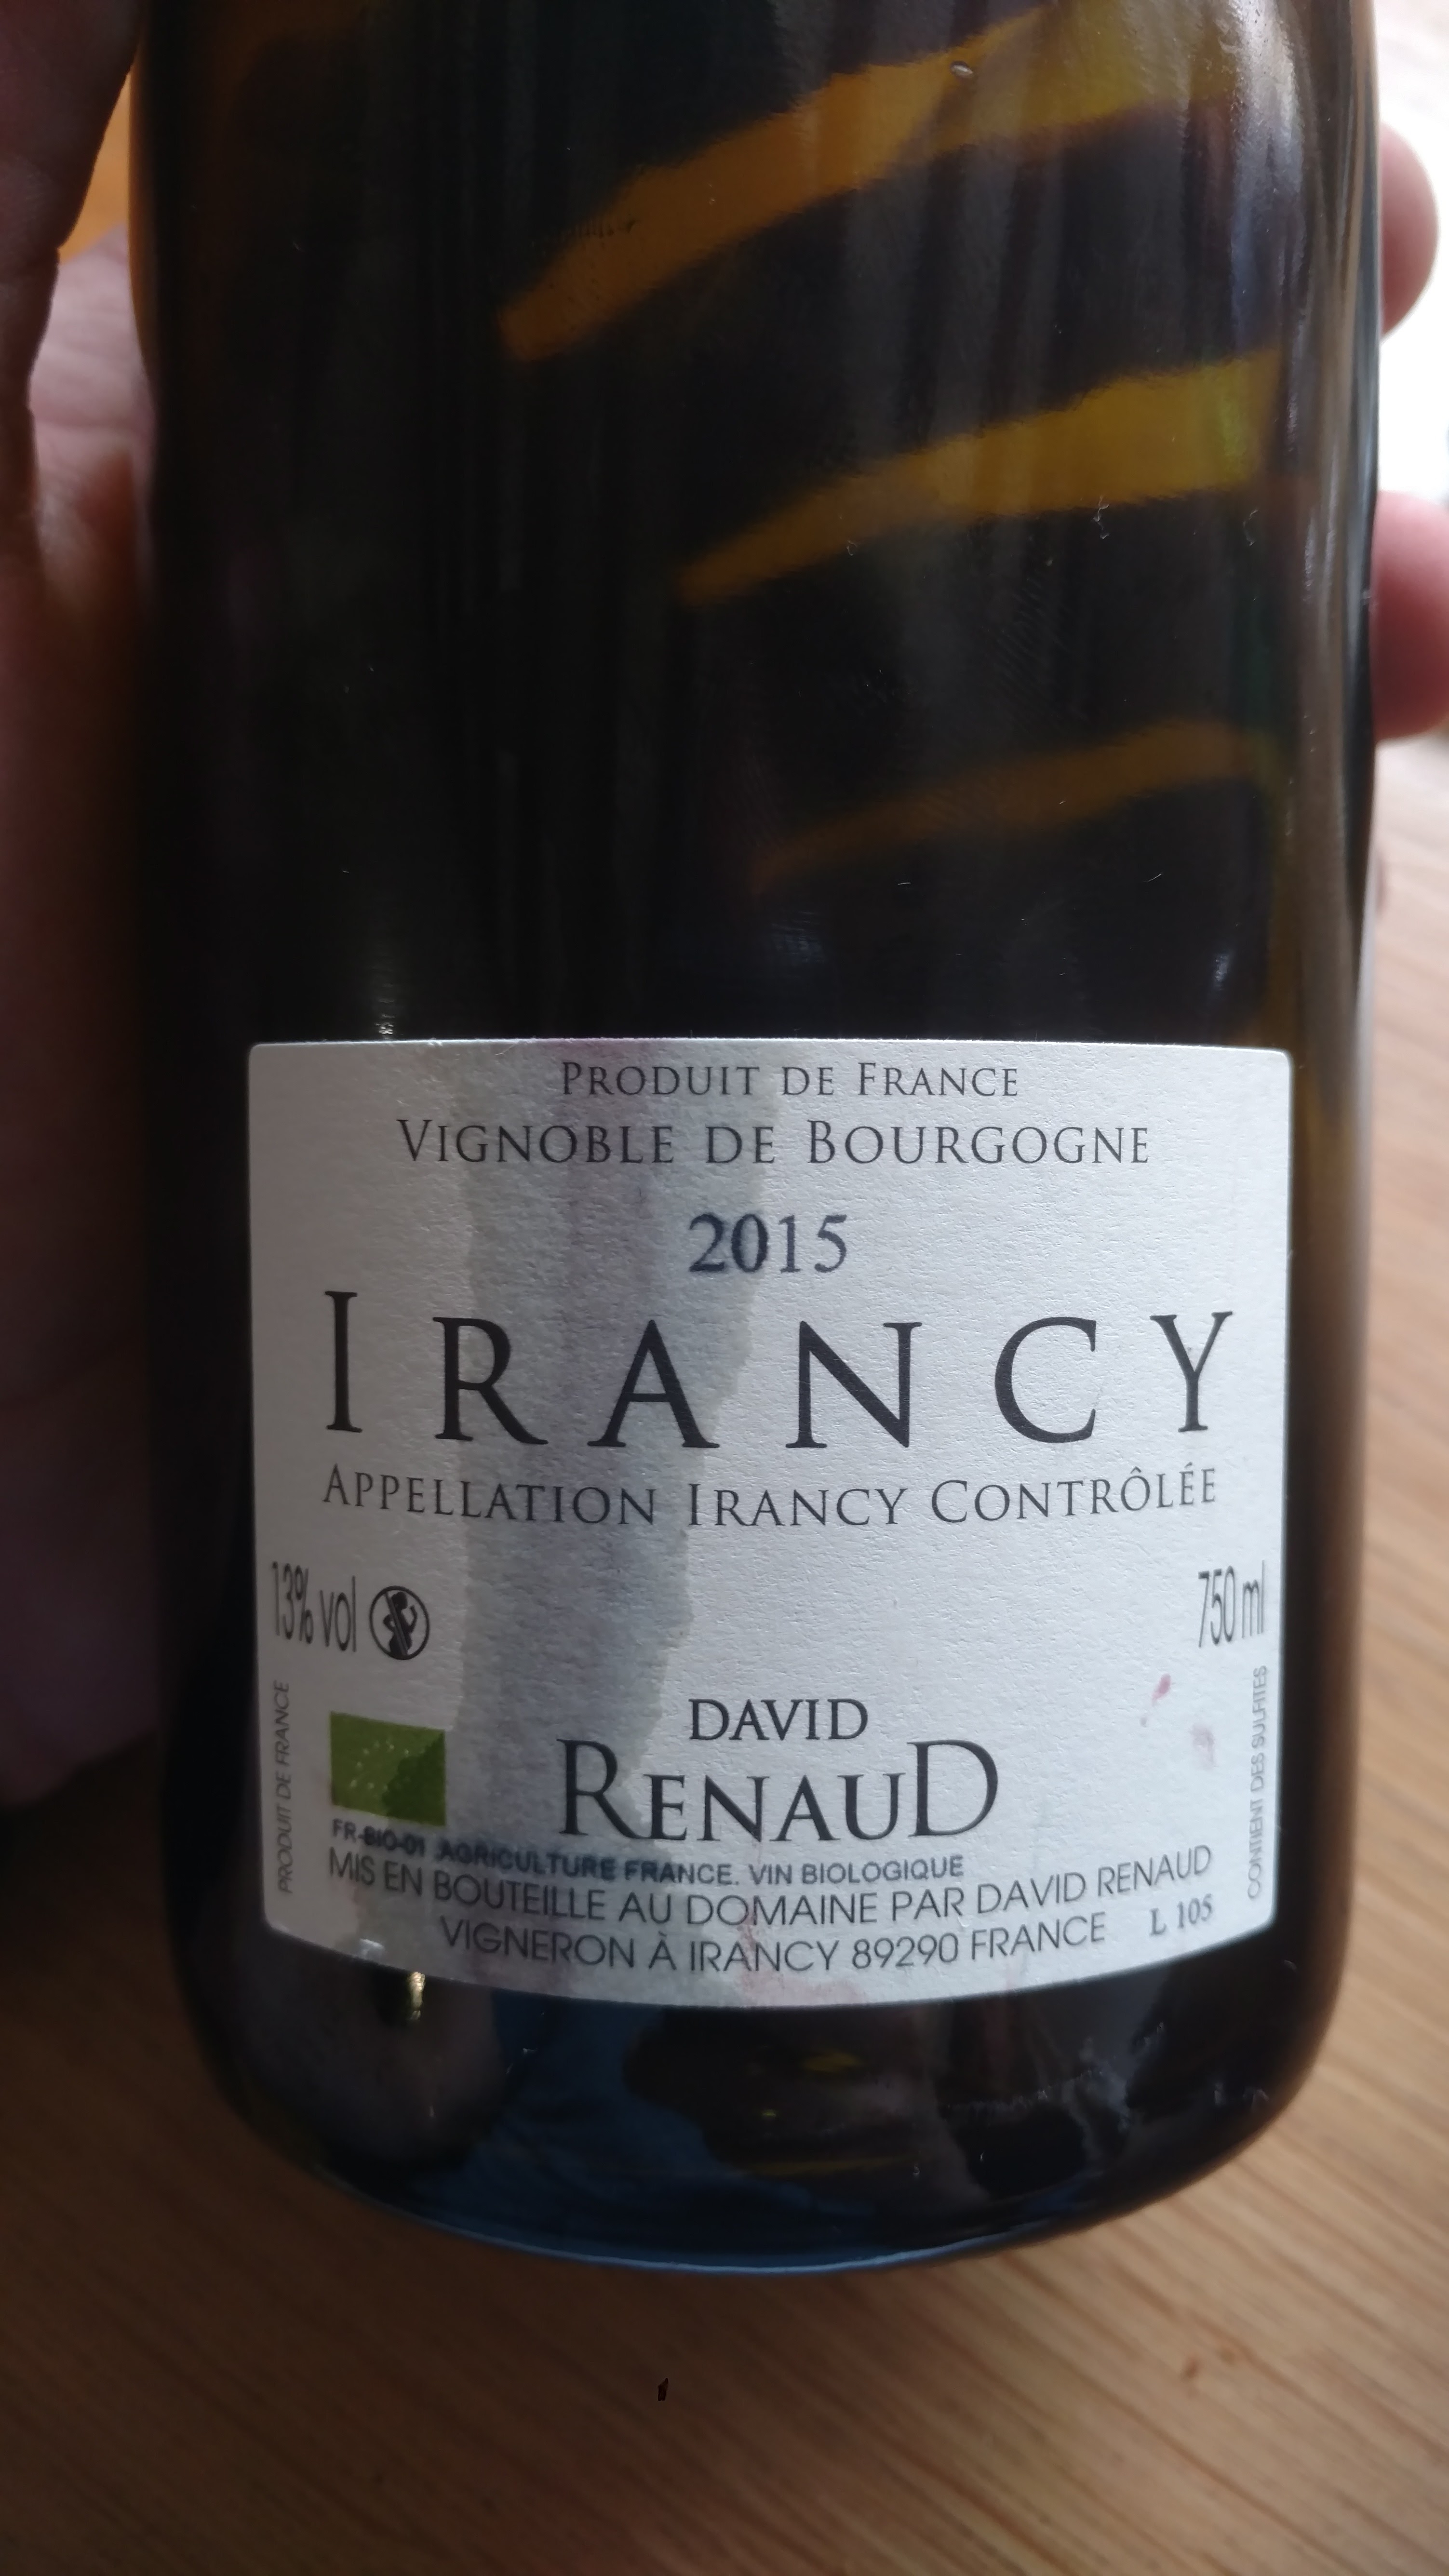 PRODUIT DE FRANCE
VIGNOBLE DE BOURGOGNE
2015
IRANCY
APPELLATION IRANCY CONTRÔLÉE
13% vol
750 ml
PRODUIT DE FRANCE
CONTIENT DES SULFITES
DAVID
RENAUD
FR-BIO-01 AGRICULTURE FRANCE. VIN BIOLOGIQUE
MIS EN BOUTEILLE AU DOMAINE PAR DAVID RENAUD
VIGNERON À IRANCY 89290 FRANCE L 105